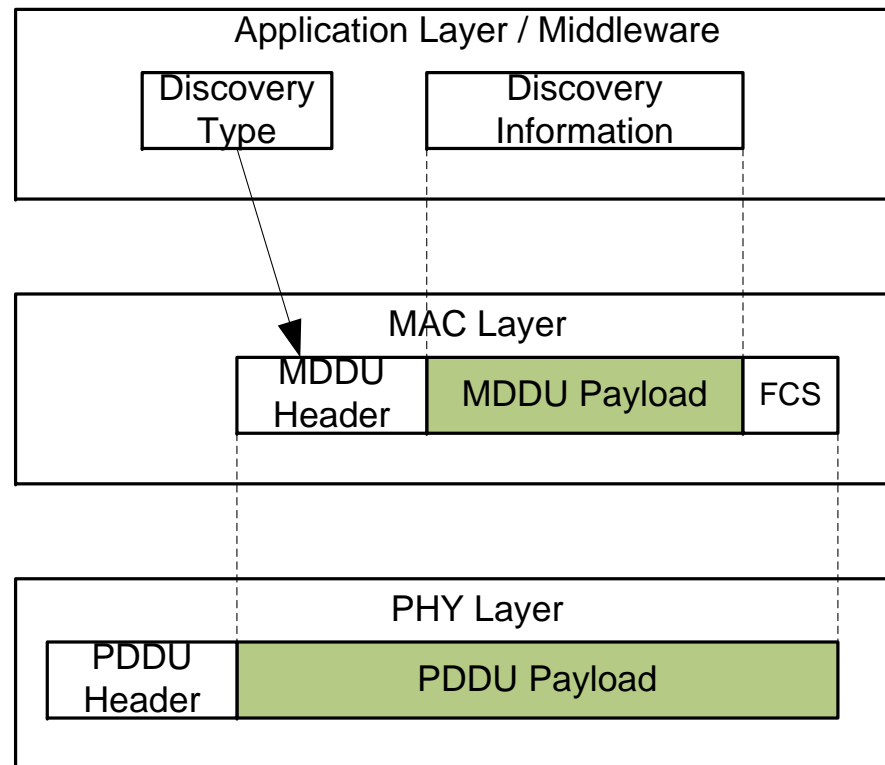 Application Layer / Middleware
Discovery
Type
Discovery
Information
MAC Layer
MDDU
Header
MDDU Payload
FCS
PHY Layer
PDDU
Header
PDDU Payload